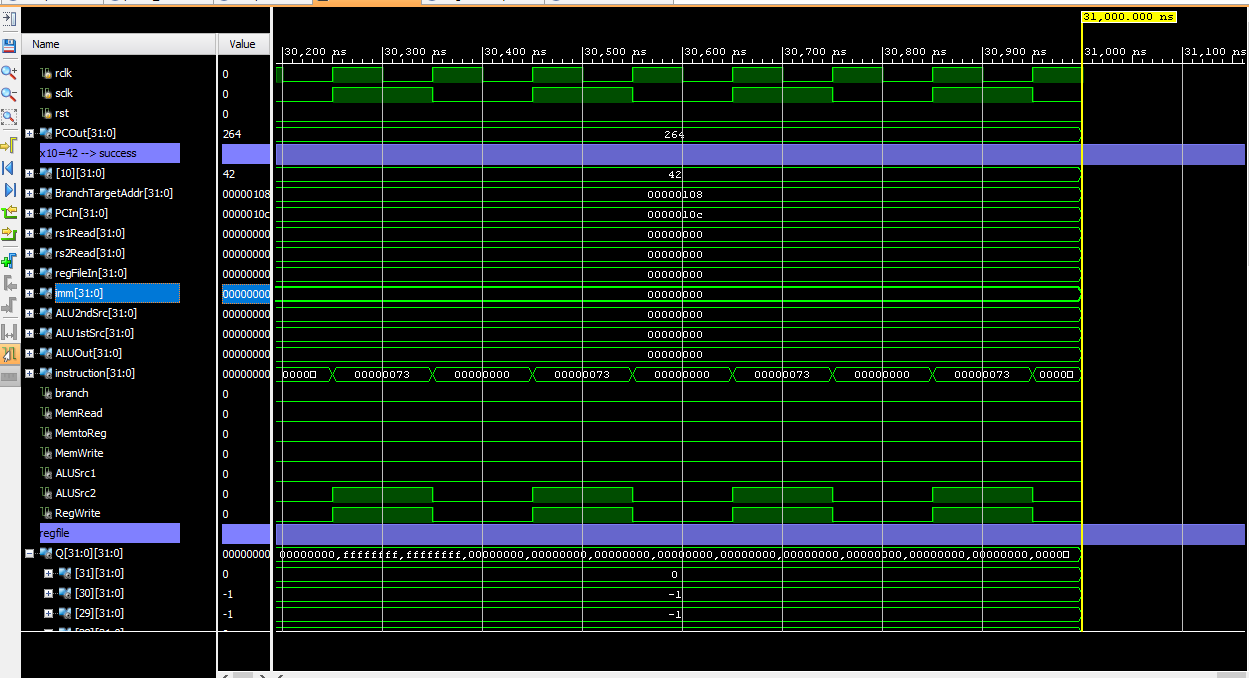 31,000.000 ns
Name Value
30,200 ns 30,300 ns 30,400 ns 30,500 ns 30,600 ns 30,700 ns 30,800 ns 30,900 ns 31,000 ns 31,100 ns
rclk 0
sclk 0
rst 0
PCOut[31:0] 264 264
x10=42 --> success
[10][31:0] 42 42
BranchTargetAddr[31:0] 00000108 00000108
PCIn[31:0] 0000010c 0000010c
rs1Read[31:0] 00000000 00000000
rs2Read[31:0] 00000000 00000000
regFileIn[31:0] 00000000 00000000
imm[31:0] 00000000 00000000
ALU2ndSrc[31:0] 00000000 00000000
ALU1stSrc[31:0] 00000000 00000000
ALUOut[31:0] 00000000 00000000
instruction[31:0] 00000000 0000 00000073 00000000 00000073 00000000 00000073 00000000 00000073 0000
branch 0
MemRead 0
MemtoReg 0
MemWrite 0
ALUSrc1 0
ALUSrc2 0
RegWrite 0
regfile
Q[31:0][31:0] 00000000 00000000,ffffffff,ffffffff,00000000,00000000,00000000,00000000,00000000,00000000,00000000,00000000,0000
[31][31:0] 0 0
[30][31:0] -1 -1
[29][31:0] -1 -1